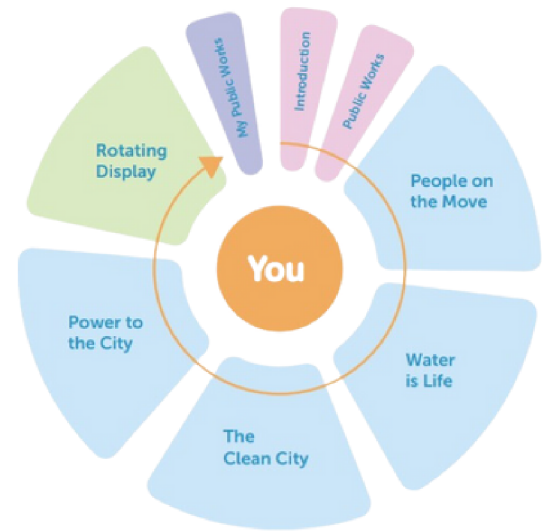 Introduction
Public Works
People on
the Move
Water
is Life
The
Clean City
Power to
the City
Rotating
Display
My Public Works
You